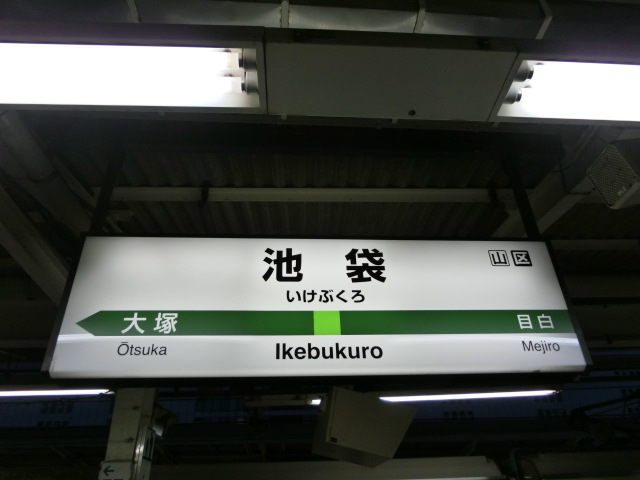 池袋
山区
いけぶくろ
大塚
目白
Ōtsuka
Ikebukuro
Mejiro